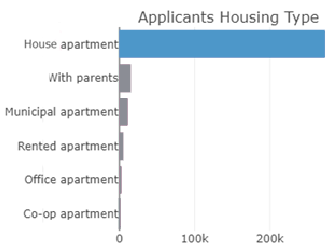 Applicants Housing Type
House apartment
With parents
Municipal apartment
Rented apartment
Office apartment
Co-op apartment
0 100k 200k